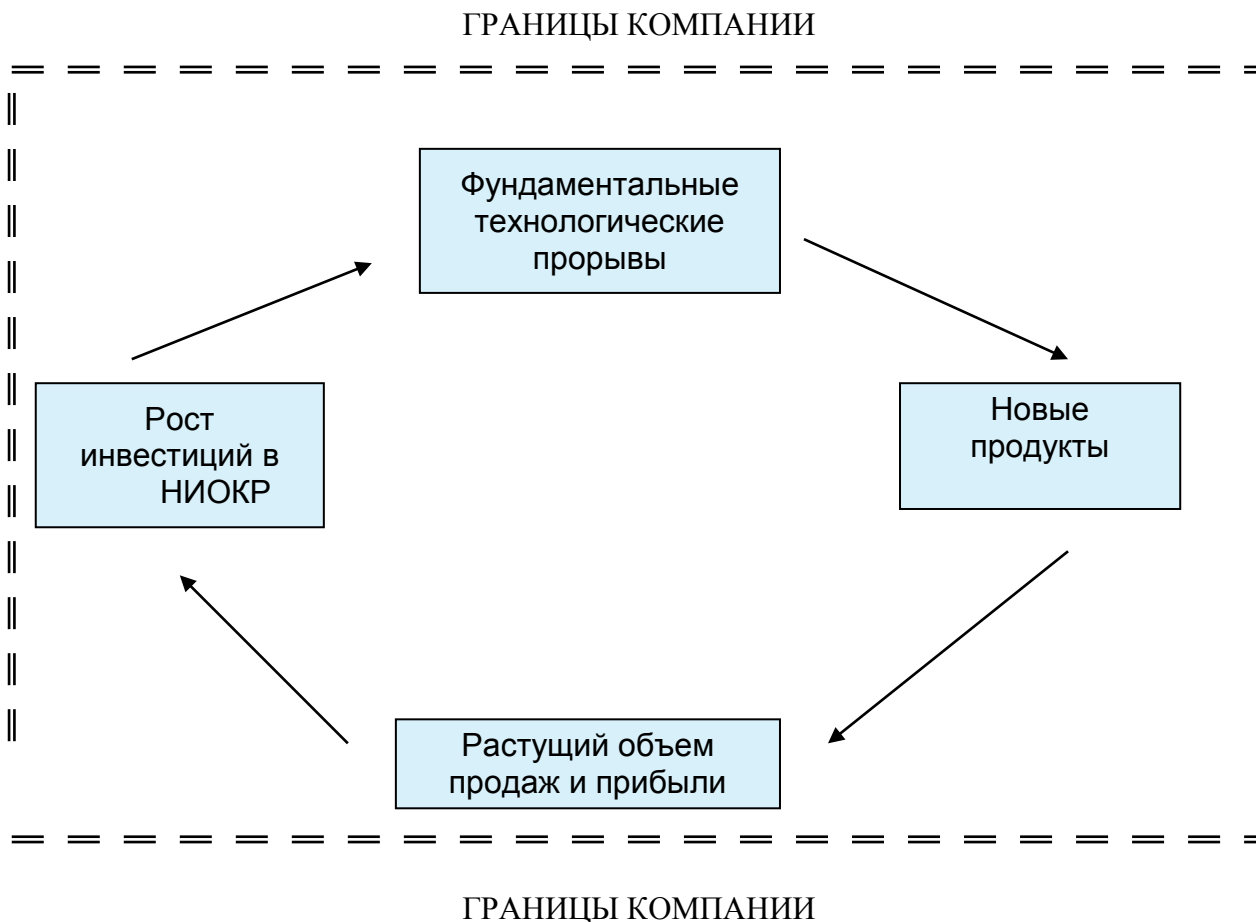 ГРАНИЦЫ КОМПАНИИ
Фундаментальные
технологические
прорывы
Рост
инвестиций в
НИОКР
Новые
продукты
Растущий объем
продаж и прибыли
ГРАНИЦЫ КОМПАНИИ